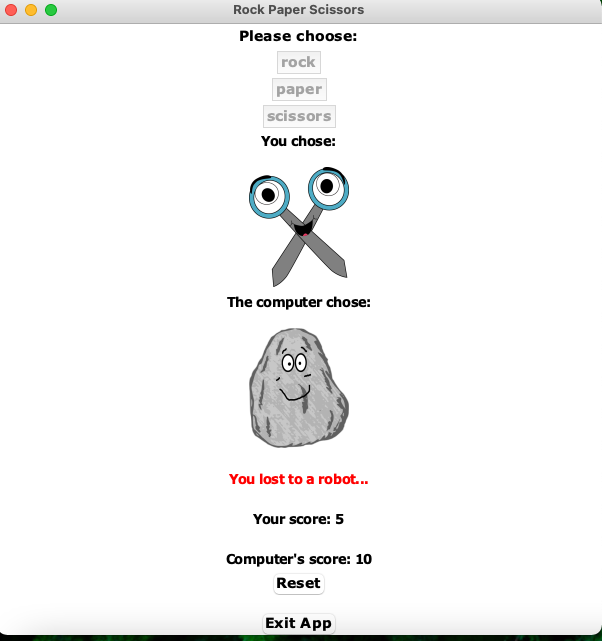 Rock Paper Scissors
Please choose:
rock
paper
scissors
You chose:
The computer chose:
You lost to a robot...
Your score: 5
Computer's score: 10
Reset
Exit App